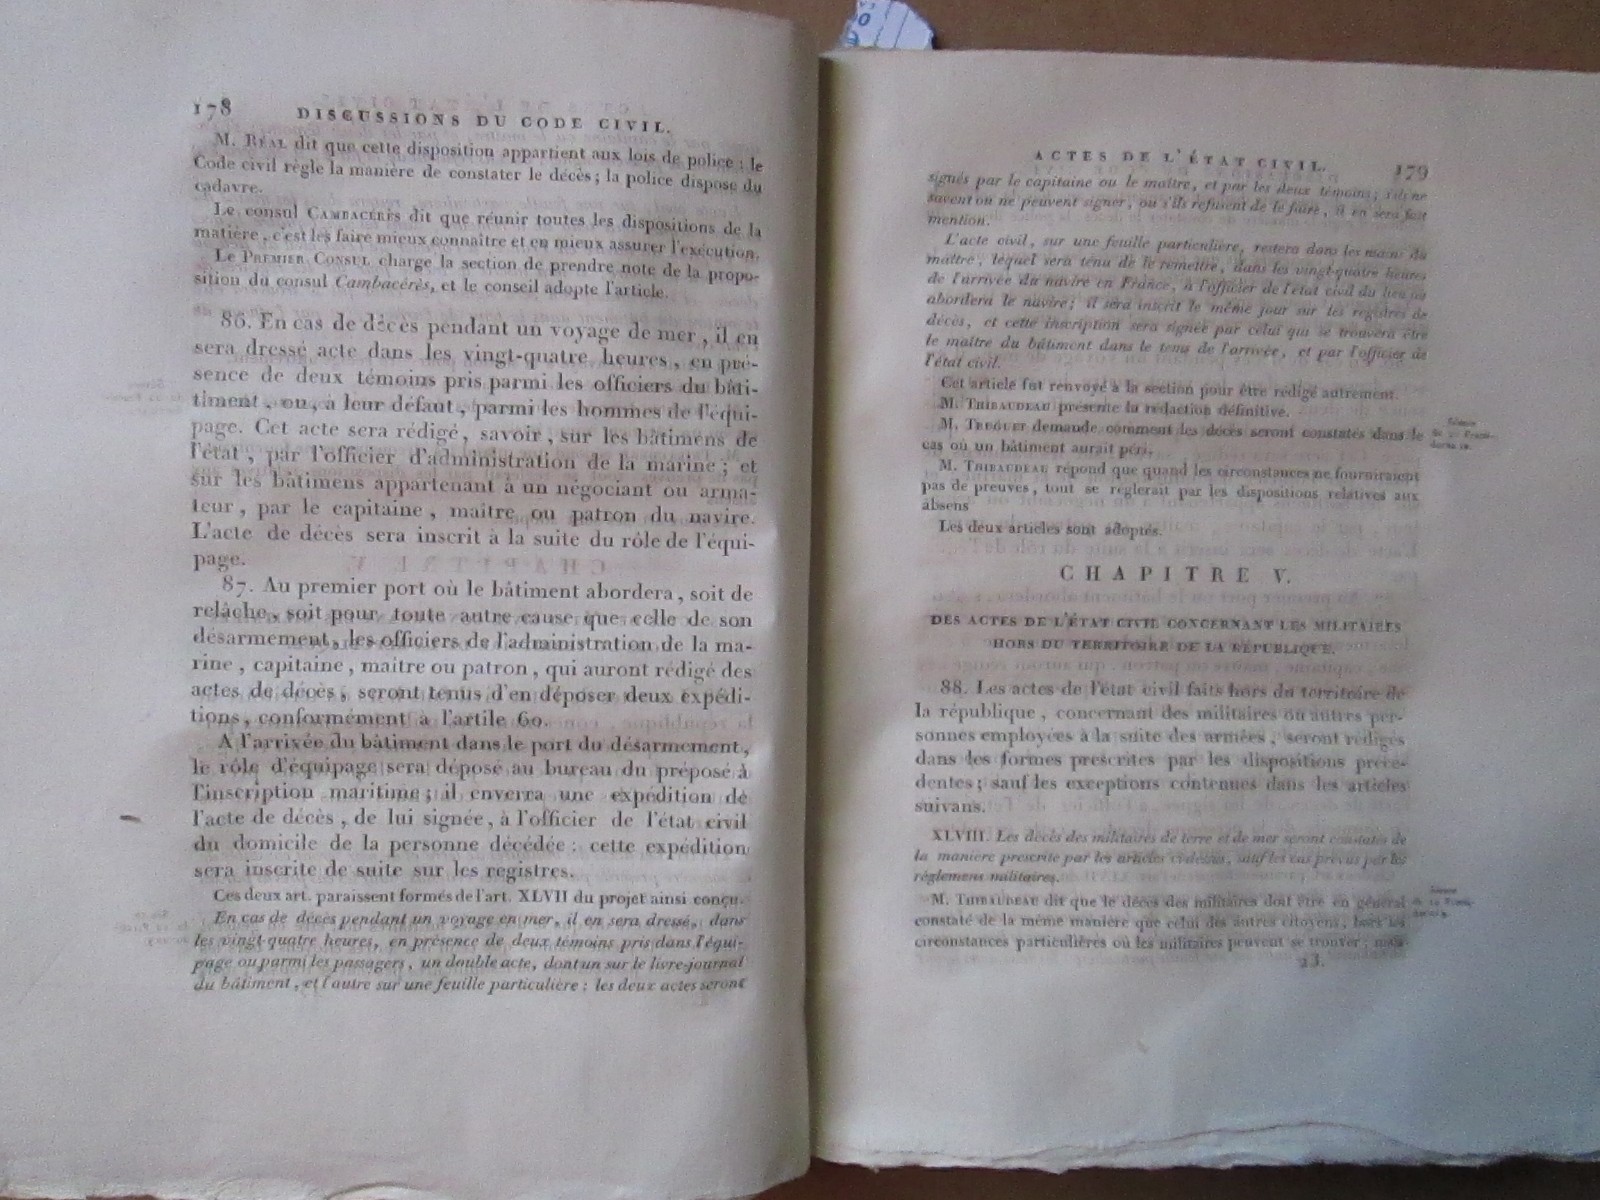 178 DISCUSSIONS DU CODE CIVIL.
M. RÉAL dit que cette disposition appartient aux lois de police ; le
Code civil règle la manière de constater le décès ; la police dispose du
cadavre.
Le consul CAMBACÉRÈS dit que réunir toutes les dispositions de la
matière, c'est les faire mieux connaître et en mieux assurer l'exécution.
Le PREMIER CONSUL charge la section de prendre note de la propo-
sition du consul Cambacérès, et le conseil adopte l'article.
86. En cas de décès pendant un voyage de mer, il en
sera dressé acte dans les vingt-quatre heures, en pré-
sence de deux témoins pris parmi les officiers du bâti-
timent, ou, à leur défaut, parmi les hommes de l'équi-
page. Cet acte sera rédigé, savoir, sur les bâtimens de
l'état, par l'officier d'administration de la marine ; et
sur les bâtimens appartenant à un négociant ou arma-
teur, par le capitaine, maître ou patron du navire.
L'acte de décès sera inscrit à la suite du rôle de l'équi-
page.
87. Au premier port où le bâtiment abordera, soit de
relâche, soit pour toute autre cause que celle de son
désarmement, les officiers de l'administration de la ma-
rine, capitaine, maître ou patron, qui auront rédigé des
actes de décès, seront tenus d'en déposer deux expédi-
tions, conformément à l'artile 60.
A l'arrivée du bâtiment dans le port du désarmement,
le rôle d'équipage sera déposé au bureau du préposé à
l'inscription maritime ; il enverra une expédition de
l'acte de décès, de lui signée, à l'officier de l'état civil
du domicile de la personne décédée : cette expédition
sera inscrite de suite sur les registres.
Ces deux art. paraissent formés de l'art. XLVII du projet ainsi conçu.
En cas de décès pendant un voyage en mer, il en sera dressé, dans
les vingt-quatre heures, en présence de deux témoins pris dans l'équi-
page ou parmi les passagers, un double acte, dont un sur le livre-journal
du bâtiment, et l'autre sur une feuille particulière : les deux actes seront
ACTES DE L'ÉTAT CIVIL. 179
signés par le capitaine ou le maître, et par les deux témoins ; s'ils ne
savent ou ne peuvent signer, ou s'ils refusent de le faire, il en sera fait
mention.
L'acte civil, sur une feuille particulière, restera dans les mains du
maître, lequel sera tenu de le remettre, dans les vingt-quatre heures
de l'arrivée du navire en France, à l'officier de l'état civil du lieu où
abordera le navire ; il sera inscrit le même jour sur les registres de
décès, et cette inscription sera signée par celui qui se trouvera être
le maître du bâtiment dans le tems de l'arrivée, et par l'officier de
l'état civil.
Cet article fut renvoyé à la section pour être rédigé autrement.
M. THIBAUDEAU présente la rédaction définitive.
M. TRUGUET demande comment les décès seront constatés dans le
cas où un bâtiment aurait péri.
M. THIBAUDEAU répond que quand les circonstances ne fourniraient
pas de preuves, tout se réglerait par les dispositions relatives aux
absens
Les deux articles sont adoptés.
CHAPITRE V.
DES ACTES DE L'ÉTAT CIVIL CONCERNANT LES MILITAIRES
HORS DU TERRITOIRE DE LA RÉPUBLIQUE.
88. Les actes de l'état civil faits hors du territoire de
la république, concernant des militaires ou autres per-
sonnes employées à la suite des armées, seront rédigés
dans les formes prescrites par les dispositions précé-
dentes ; sauf les exceptions contenues dans les articles
suivans.
XLVIII. Les décès des militaires de terre et de mer seront constatés de
la manière prescrite par les articles ci-dessus, sauf les cas prévus par les
règlemens militaires.
M. THIBAUDEAU dit que le décès des militaires doit être en général
constaté de la même manière que celui des autres citoyens, hors les
circonstances particulières où les militaires peuvent se trouver ; mais
23.